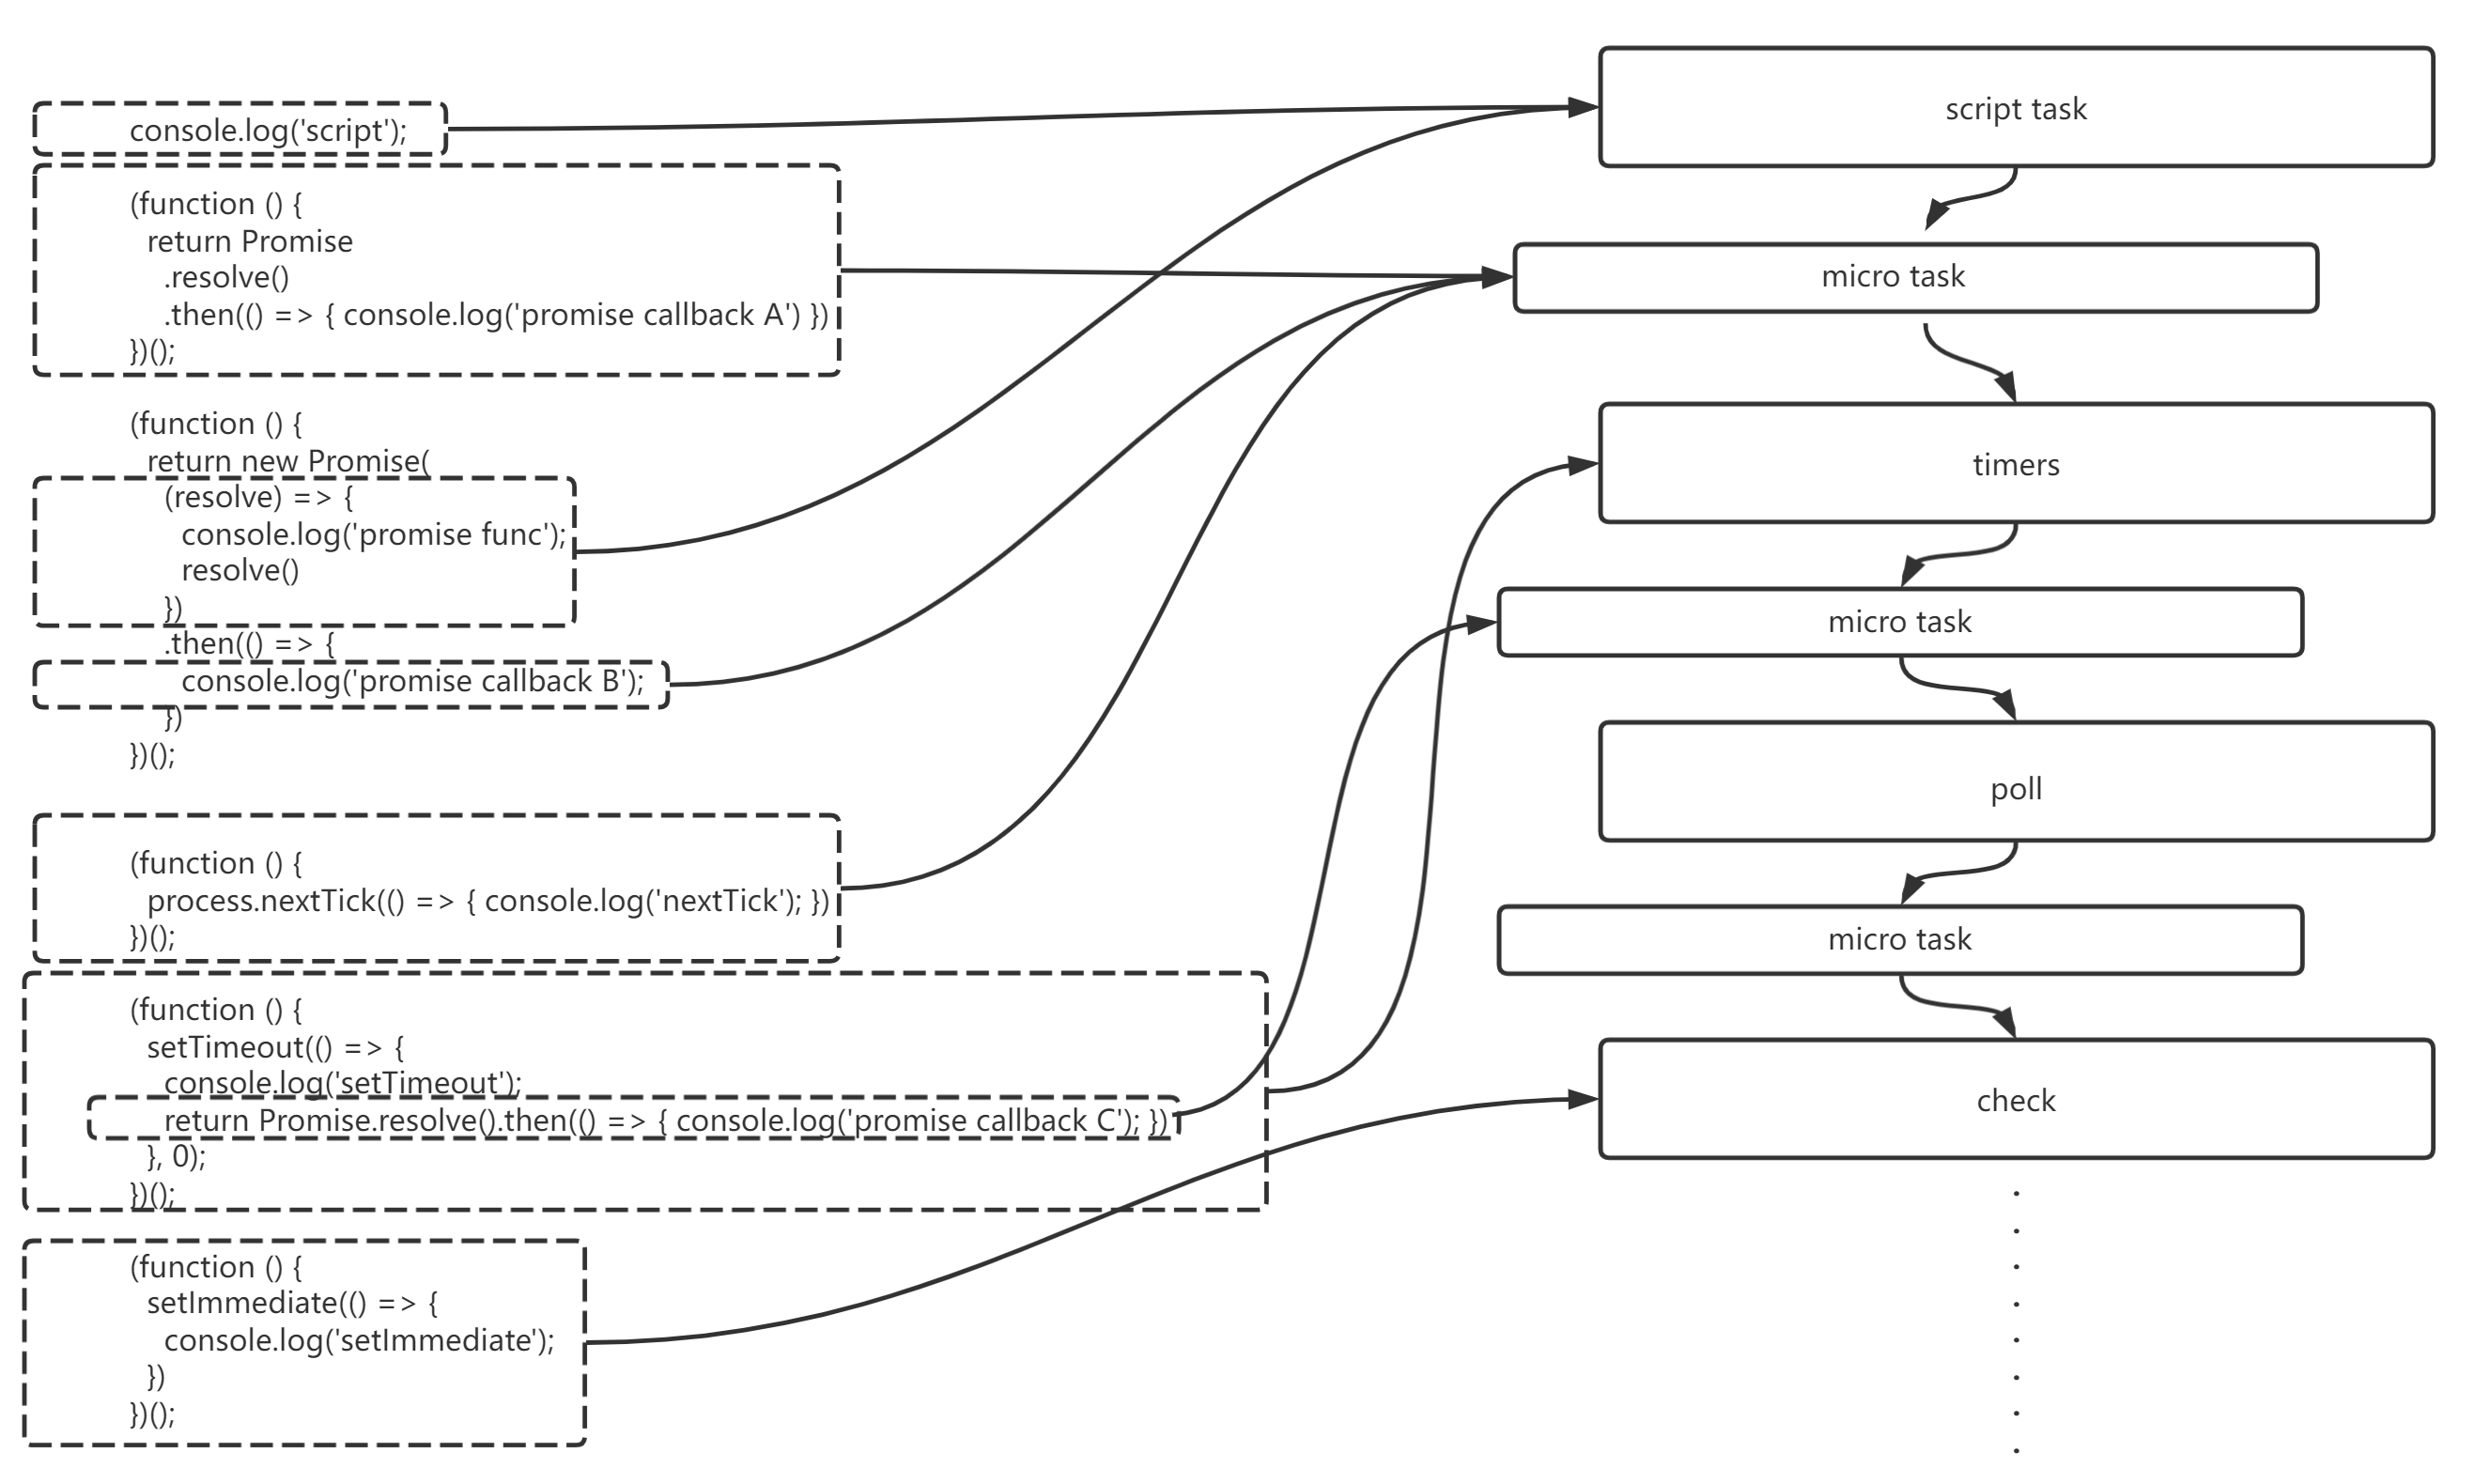 console.log('script');
(function () {
return Promise
.resolve()
.then(() => { console.log('promise callback A') })
})();
(function () {
return new Promise(
(resolve) => {
console.log('promise func');
resolve()
})
.then(() => {
console.log('promise callback B');
})
})();
(function () {
process.nextTick(() => { console.log('nextTick'); })
})();
(function () {
setTimeout(() => {
console.log('setTimeout');
return Promise.resolve().then(() => { console.log('promise callback C'); })
}, 0);
})();
(function () {
setImmediate(() => {
console.log('setImmediate');
})
})();
script task
micro task
timers
micro task
poll
micro task
check